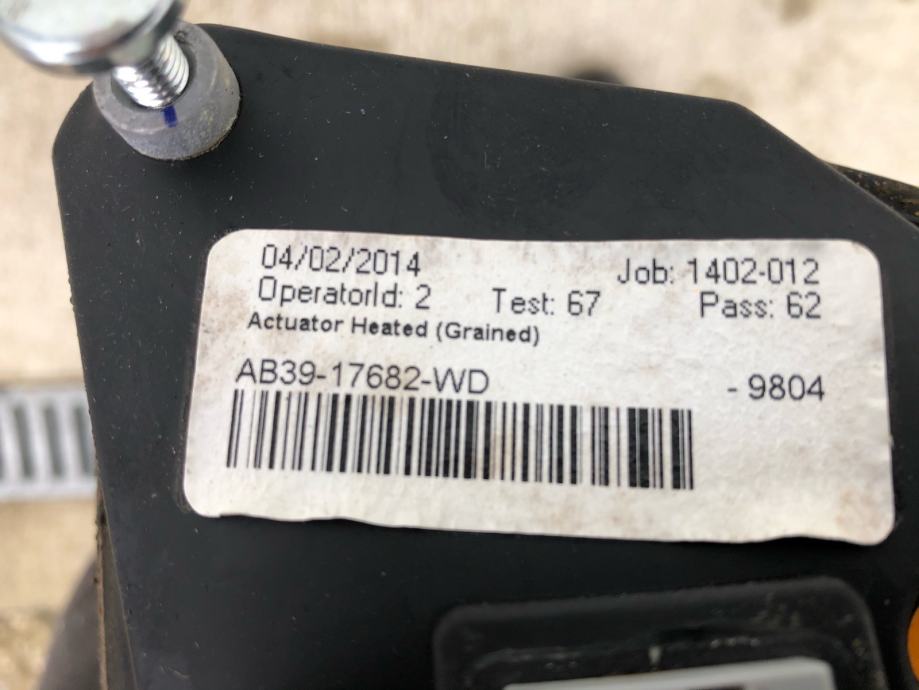 04/02/2014 Job: 1402-012
OperatorId: 2 Test: 67 Pass: 62
Actuator Heated (Grained)
AB39-17682-WD - 9804